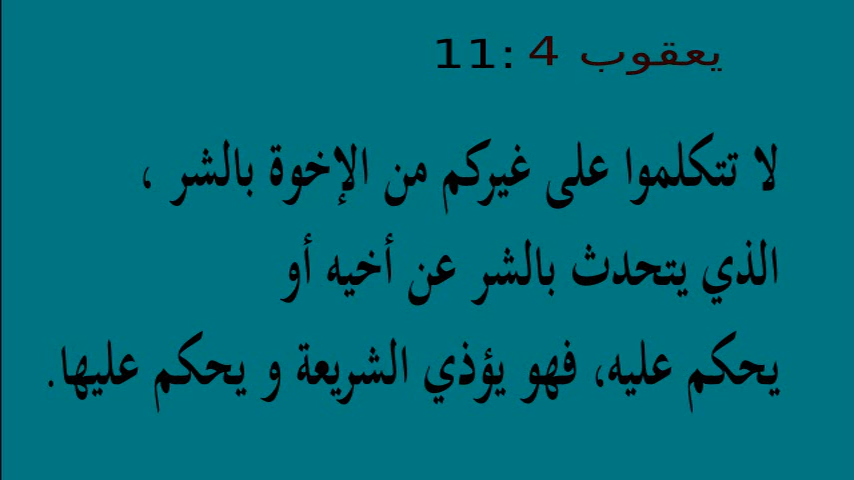 يعقوب 4 :11
لا تتكلموا على غيركم من الإخوة بالشر ،
الذي يتحدث بالشر عن أخيه أو
يحكم عليه، فهو يؤذي الشريعة و يحكم عليها.